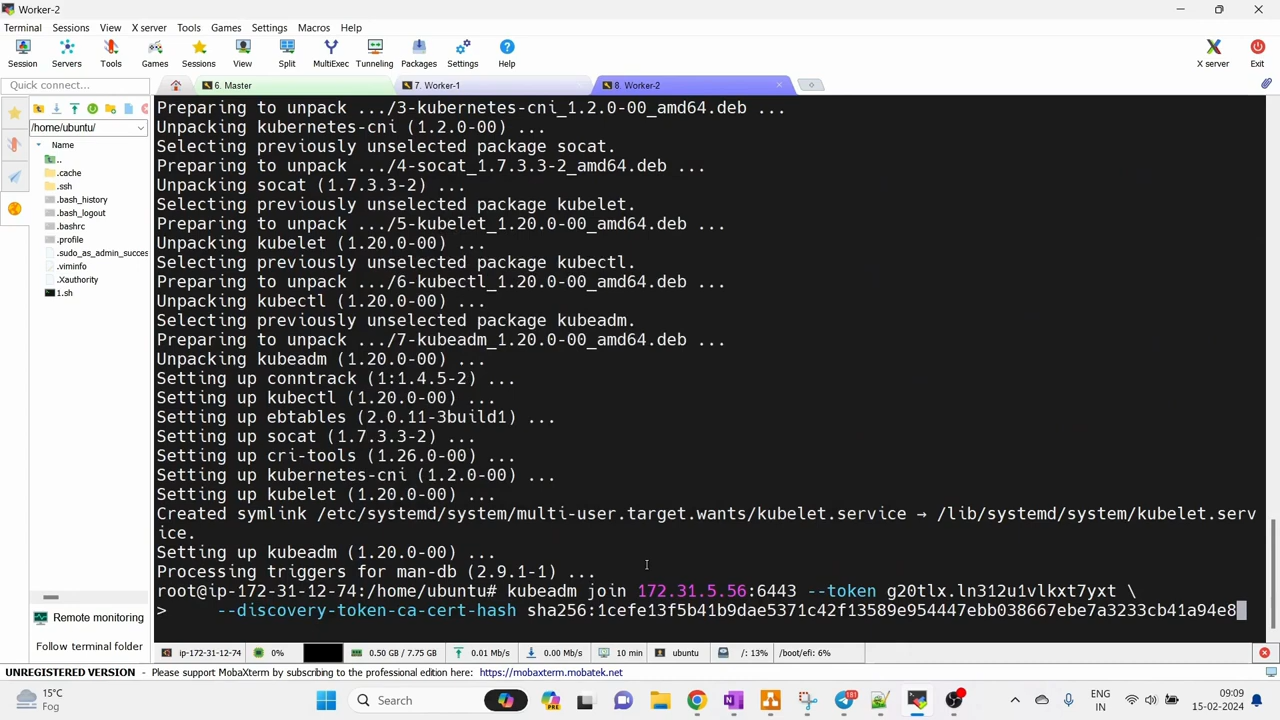 Worker-2
Terminal Sessions View X server Tools Games Settings Macros Help
Session Servers Tools Games Sessions View Split MultiExec Tunneling Packages Settings Help X server Exit
Quick connect...
6. Master
7. Worker-1
8. Worker-2
/home/ubuntu/
Name
..
.cache
.ssh
.bash_history
.bash_logout
.bashrc
.profile
.sudo_as_admin_succes
.viminfo
.Xauthority
1.sh
Remote monitoring
Follow terminal folder
Preparing to unpack .../3-kubernetes-cni_1.2.0-00_amd64.deb ...
Unpacking kubernetes-cni (1.2.0-00) ...
Selecting previously unselected package socat.
Preparing to unpack .../4-socat_1.7.3.3-2_amd64.deb ...
Unpacking socat (1.7.3.3-2) ...
Selecting previously unselected package kubelet.
Preparing to unpack .../5-kubelet_1.20.0-00_amd64.deb ...
Unpacking kubelet (1.20.0-00) ...
Selecting previously unselected package kubectl.
Preparing to unpack .../6-kubectl_1.20.0-00_amd64.deb ...
Unpacking kubectl (1.20.0-00) ...
Selecting previously unselected package kubeadm.
Preparing to unpack .../7-kubeadm_1.20.0-00_amd64.deb ...
Unpacking kubeadm (1.20.0-00) ...
Setting up conntrack (1:1.4.5-2) ...
Setting up kubectl (1.20.0-00) ...
Setting up ebtables (2.0.11-3build1) ...
Setting up socat (1.7.3.3-2) ...
Setting up cri-tools (1.26.0-00) ...
Setting up kubernetes-cni (1.2.0-00) ...
Setting up kubelet (1.20.0-00) ...
Created symlink /etc/systemd/system/multi-user.target.wants/kubelet.service → /lib/systemd/system/kubelet.serv
ice.
Setting up kubeadm (1.20.0-00) ...
Processing triggers for man-db (2.9.1-1) ...
root@ip-172-31-12-74:/home/ubuntu# kubeadm join 172.31.5.56:6443 --token g20tlx.ln312u1vlkxt7yxt \
> --discovery-token-ca-cert-hash sha256:1cefe13f5b41b9dae5371c42f13589e954447ebb038667ebe7a3233cb41a94e8
ip-172-31-12-74 0% 0.50 GB / 7.75 GB 0.01 Mb/s 0.00 Mb/s 10 min ubuntu /: 13% /boot/efi: 6%
UNREGISTERED VERSION - Please support MobaXterm by subscribing to the professional edition here: https://mobaxterm.mobatek.net
15°C
Fog
Search
181
ENG
IN
09:09
15-02-2024